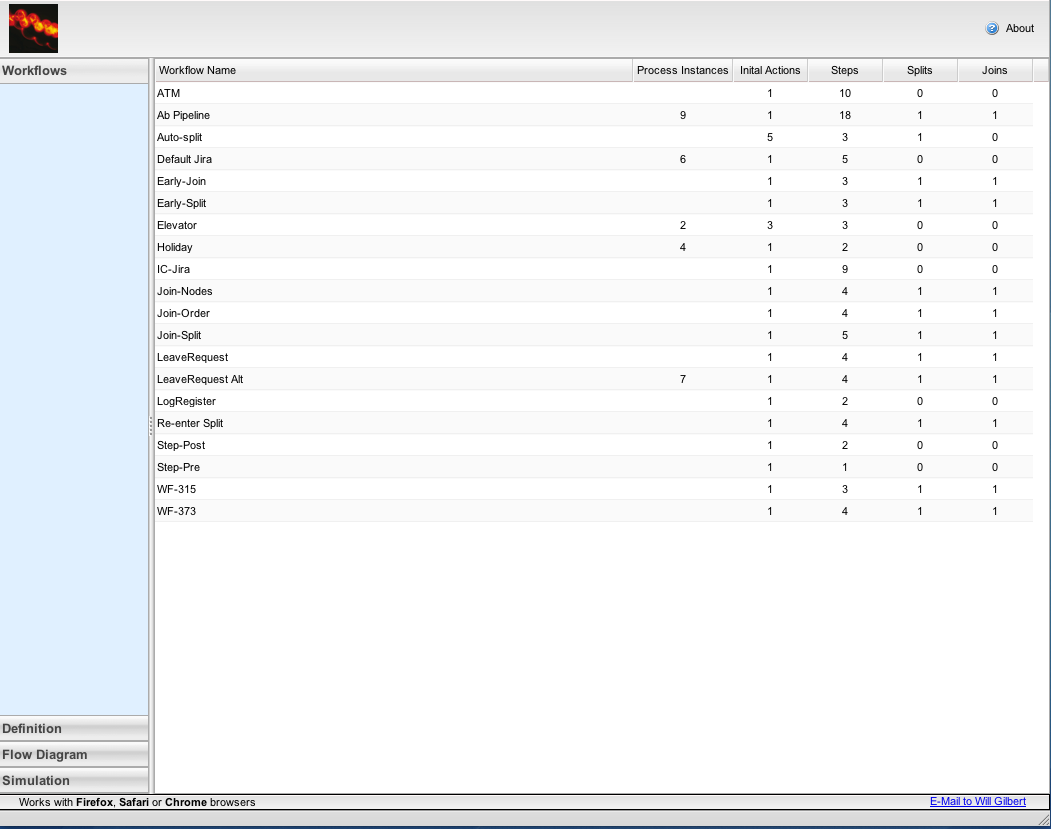 About
Workflows
Workflow Name Process Instances Inital Actions Steps Splits Joins
ATM 1 10 0 0
Ab Pipeline 9 1 18 1 1
Auto-split 5 3 1 0
Default Jira 6 1 5 0 0
Early-Join 1 3 1 1
Early-Split 1 3 1 1
Elevator 2 3 3 0 0
Holiday 4 1 2 0 0
IC-Jira 1 9 0 0
Join-Nodes 1 4 1 1
Join-Order 1 4 1 1
Join-Split 1 5 1 1
LeaveRequest 1 4 1 1
LeaveRequest Alt 7 1 4 1 1
LogRegister 1 2 0 0
Re-enter Split 1 4 1 1
Step-Post 1 2 0 0
Step-Pre 1 1 0 0
WF-315 1 3 1 1
WF-373 1 4 1 1
Definition
Flow Diagram
Simulation
Works with Firefox, Safari or Chrome browsers E-Mail to Will Gilbert